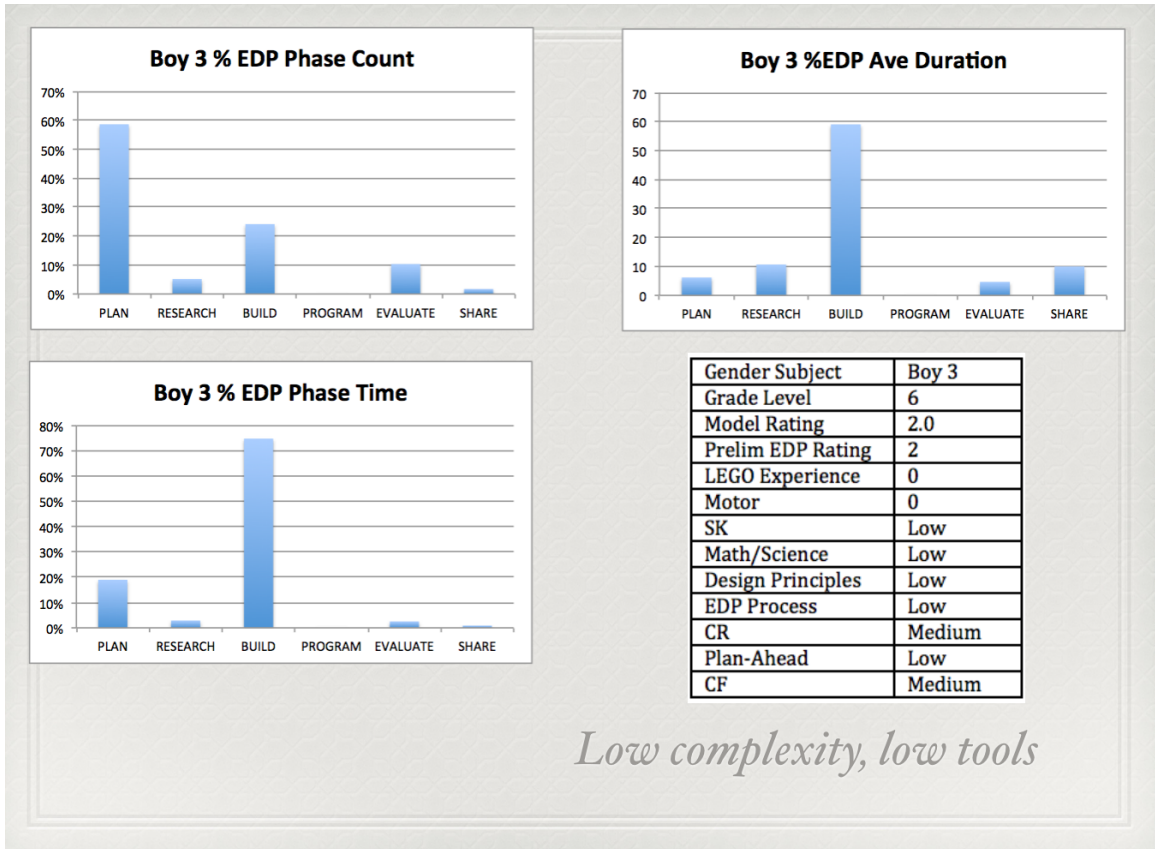 Boy 3 % EDP Phase Count
70%
60%
50%
40%
30%
20%
10%
0%
PLAN RESEARCH BUILD PROGRAM EVALUATE SHARE
Boy 3 %EDP Ave Duration
70
60
50
40
30
20
10
0
PLAN RESEARCH BUILD PROGRAM EVALUATE SHARE
Boy 3 % EDP Phase Time
80%
70%
60%
50%
40%
30%
20%
10%
0%
PLAN RESEARCH BUILD PROGRAM EVALUATE SHARE
Gender Subject Boy 3
Grade Level 6
Model Rating 2.0
Prelim EDP Rating 2
LEGO Experience 0
Motor 0
SK Low
Math/Science Low
Design Principles Low
EDP Process Low
CR Medium
Plan-Ahead Low
CF Medium
Low complexity, low tools